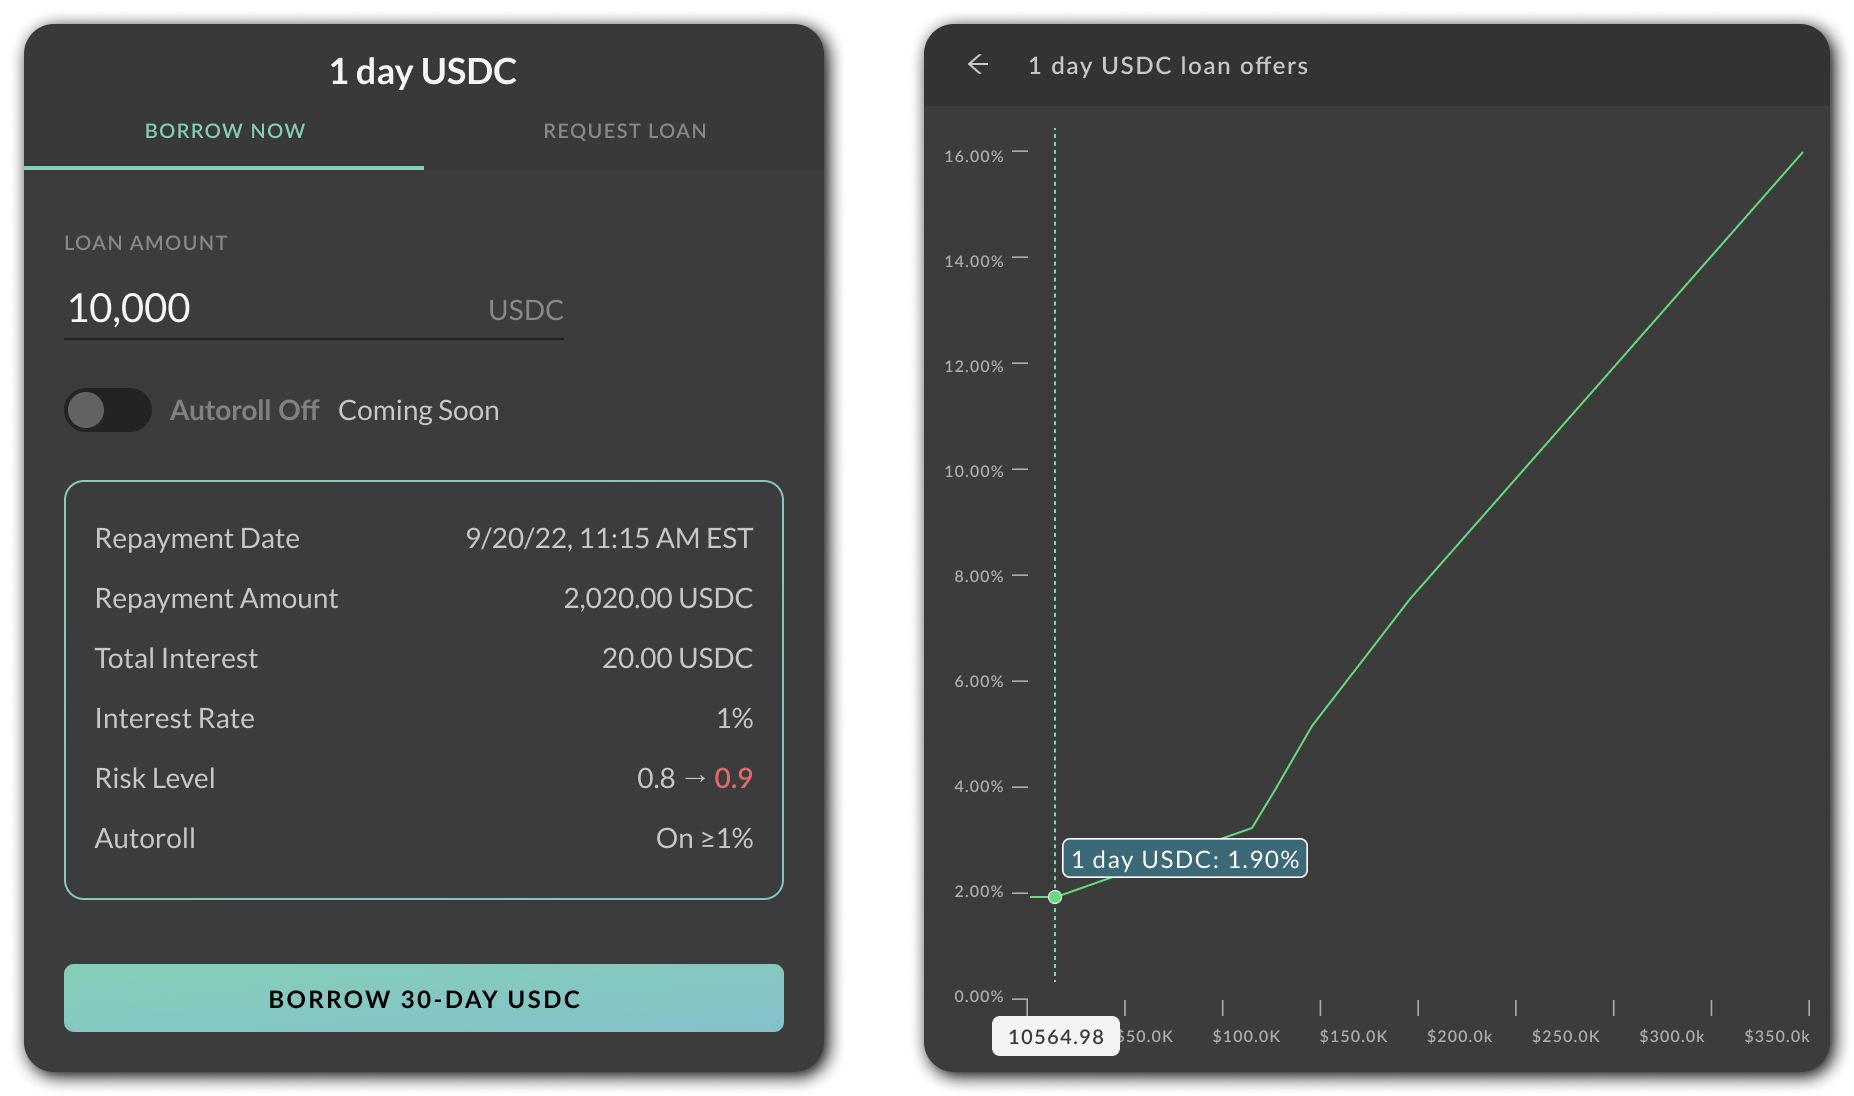 1 day USDC
BORROW NOW REQUEST LOAN
LOAN AMOUNT
10,000 USDC
Autoroll Off Coming Soon
Repayment Date 9/20/22, 11:15 AM EST
Repayment Amount 2,020.00 USDC
Total Interest 20.00 USDC
Interest Rate 1%
Risk Level 0.8 → 0.9
Autoroll On ≥1%
BORROW 30-DAY USDC
1 day USDC loan offers
16.00%
14.00%
12.00%
10.00%
8.00%
6.00%
4.00%
1 day USDC: 1.90%
2.00%
0.00%
10564.98 $50.0K $100.0K $150.0K $200.0k $250.0K $300.0k $350.0k